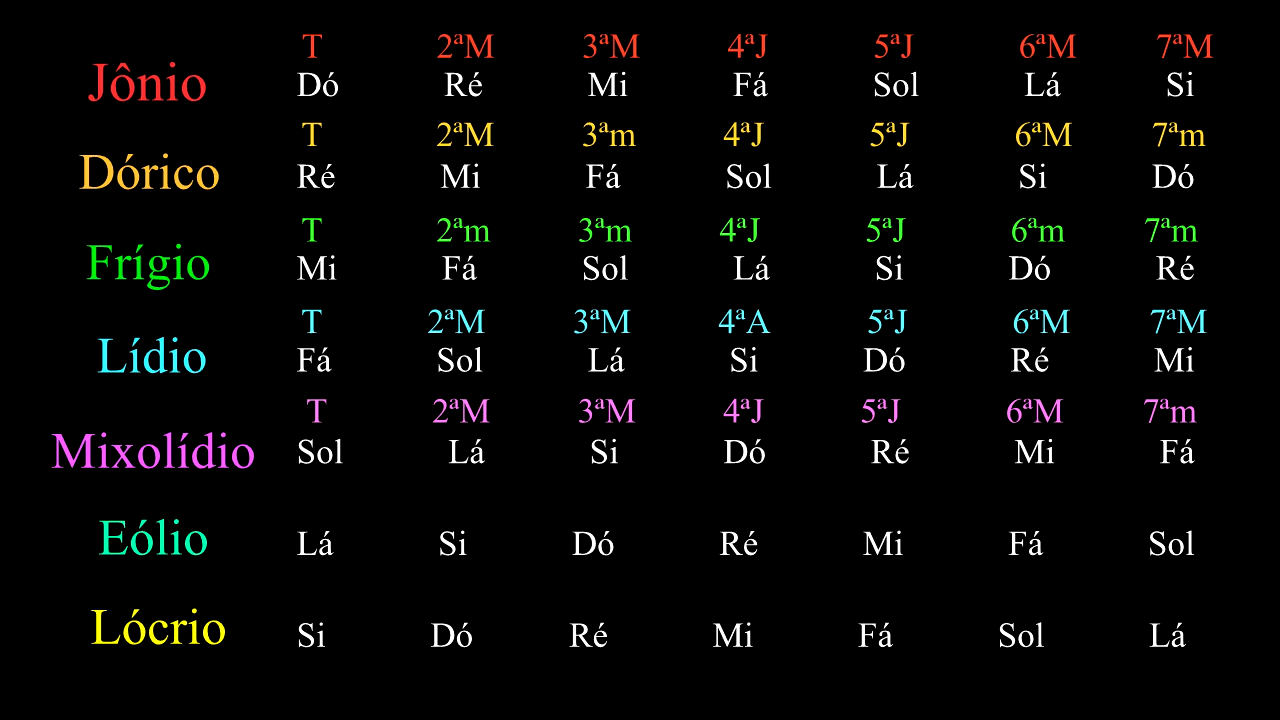 T 2ªM 3ªM 4ªJ 5ªJ 6ªM 7ªM
Jônio Dó Ré Mi Fá Sol Lá Si
T 2ªM 3ªm 4ªJ 5ªJ 6ªM 7ªm
Dórico Ré Mi Fá Sol Lá Si Dó
T 2ªm 3ªm 4ªJ 5ªJ 6ªm 7ªm
Frígio Mi Fá Sol Lá Si Dó Ré
T 2ªM 3ªM 4ªA 5ªJ 6ªM 7ªM
Lídio Fá Sol Lá Si Dó Ré Mi
T 2ªM 3ªM 4ªJ 5ªJ 6ªM 7ªm
Mixolídio Sol Lá Si Dó Ré Mi Fá
Eólio Lá Si Dó Ré Mi Fá Sol
Lócrio Si Dó Ré Mi Fá Sol Lá